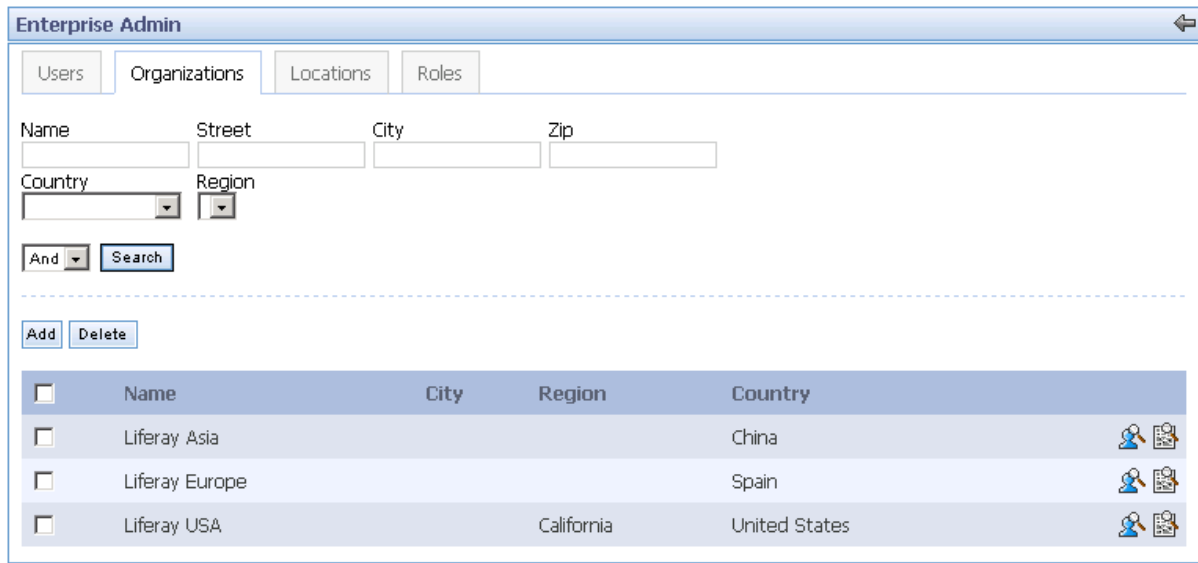 Enterprise Admin
Users Organizations Locations Roles
Name Street City Zip
Country Region
And Search
Add Delete
Name City Region Country
Liferay Asia China
Liferay Europe Spain
Liferay USA California United States